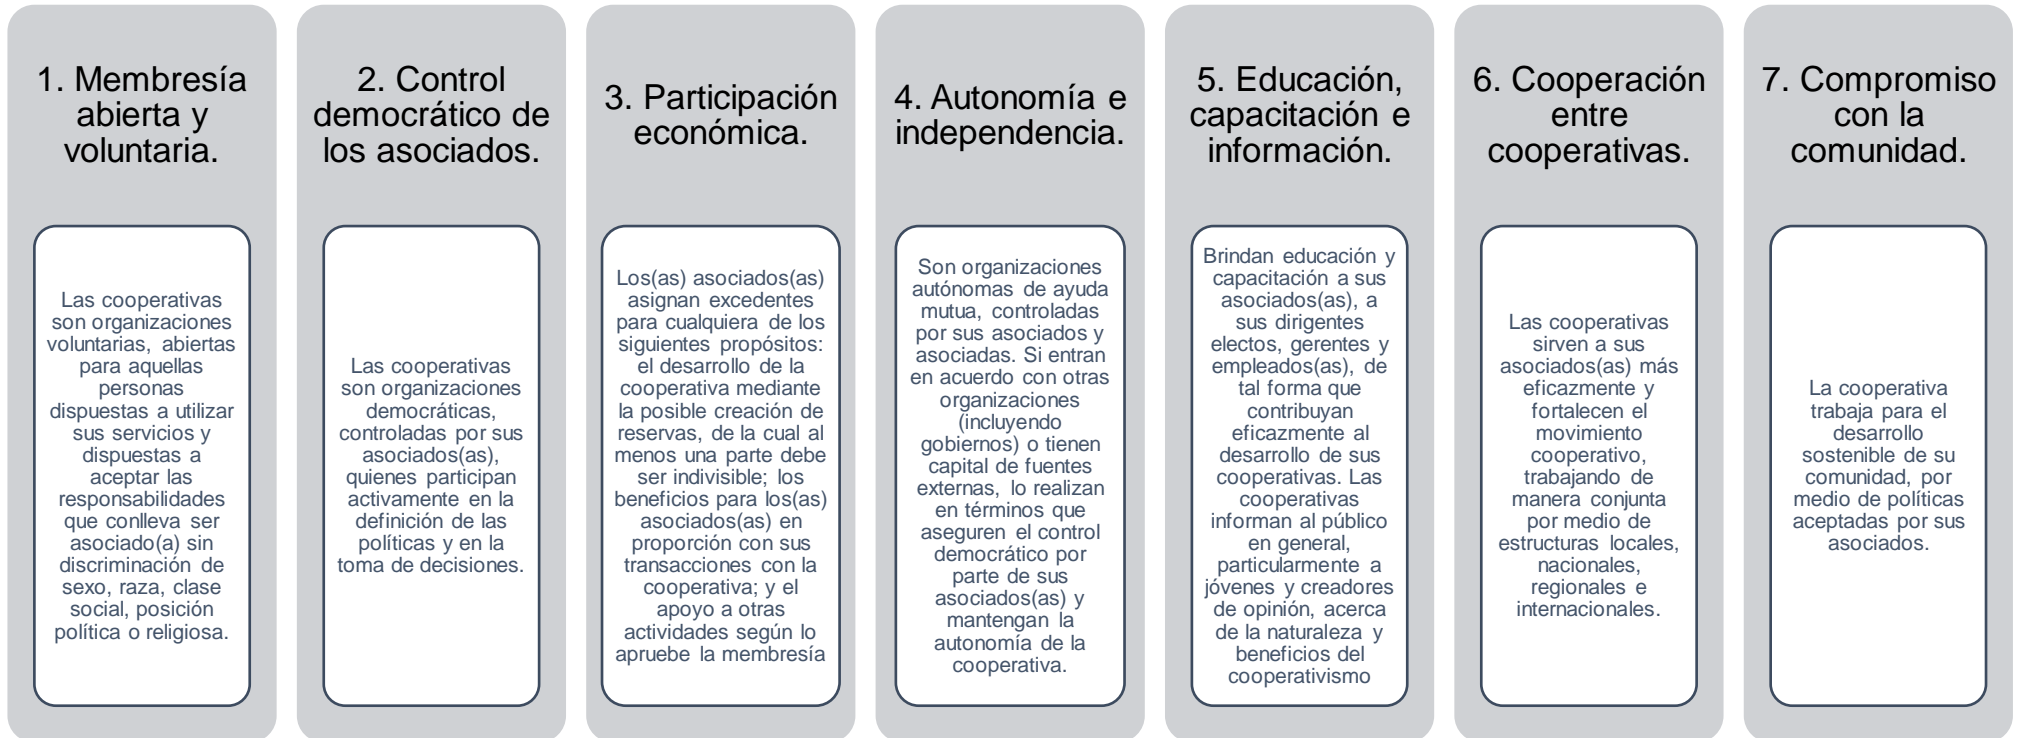 1. Membresía
abierta y
voluntaria.
Las cooperativas
son organizaciones
voluntarias, abiertas
para aquellas
personas
dispuestas a utilizar
sus servicios y
dispuestas a
aceptar las
responsabilidades
que conlleva ser
asociado(a) sin
discriminación de
sexo, raza, clase
social, posición
política o religiosa.
2. Control
democrático de
los asociados.
Las cooperativas
son organizaciones
democráticas,
controladas por sus
asociados(as),
quienes participan
activamente en la
definición de las
políticas y en la
toma de decisiones.
3. Participación
económica.
Los(as) asociados(as)
asignan excedentes
para cualquiera de los
siguientes propósitos:
el desarrollo de la
cooperativa mediante
la posible creación de
reservas, de la cual al
menos una parte debe
ser indivisible; los
beneficios para los(as)
asociados(as) en
proporción con sus
transacciones con la
cooperativa; y el
apoyo a otras
actividades según lo
apruebe la membresía
4. Autonomía e
independencia.
Son organizaciones
autónomas de ayuda
mutua, controladas
por sus asociados y
asociadas. Si entran
en acuerdo con otras
organizaciones
(incluyendo
gobiernos) o tienen
capital de fuentes
externas, lo realizan
en términos que
aseguren el control
democrático por
parte de sus
asociados(as) y
mantengan la
autonomía de la
cooperativa.
5. Educación,
capacitación e
información.
Brindan educación y
capacitación a sus
asociados(as), a
sus dirigentes
electos, gerentes y
empleados(as), de
tal forma que
contribuyan
eficazmente al
desarrollo de sus
cooperativas. Las
cooperativas
informan al público
en general,
particularmente a
jóvenes y creadores
de opinión, acerca
de la naturaleza y
beneficios del
cooperativismo
6. Cooperación
entre
cooperativas.
Las cooperativas
sirven a sus
asociados(as) más
eficazmente y
fortalecen el
movimiento
cooperativo,
trabajando de
manera conjunta
por medio de
estructuras locales,
nacionales,
regionales e
internacionales.
7. Compromiso
con la
comunidad.
La cooperativa
trabaja para el
desarrollo
sostenible de su
comunidad, por
medio de políticas
aceptadas por sus
asociados.